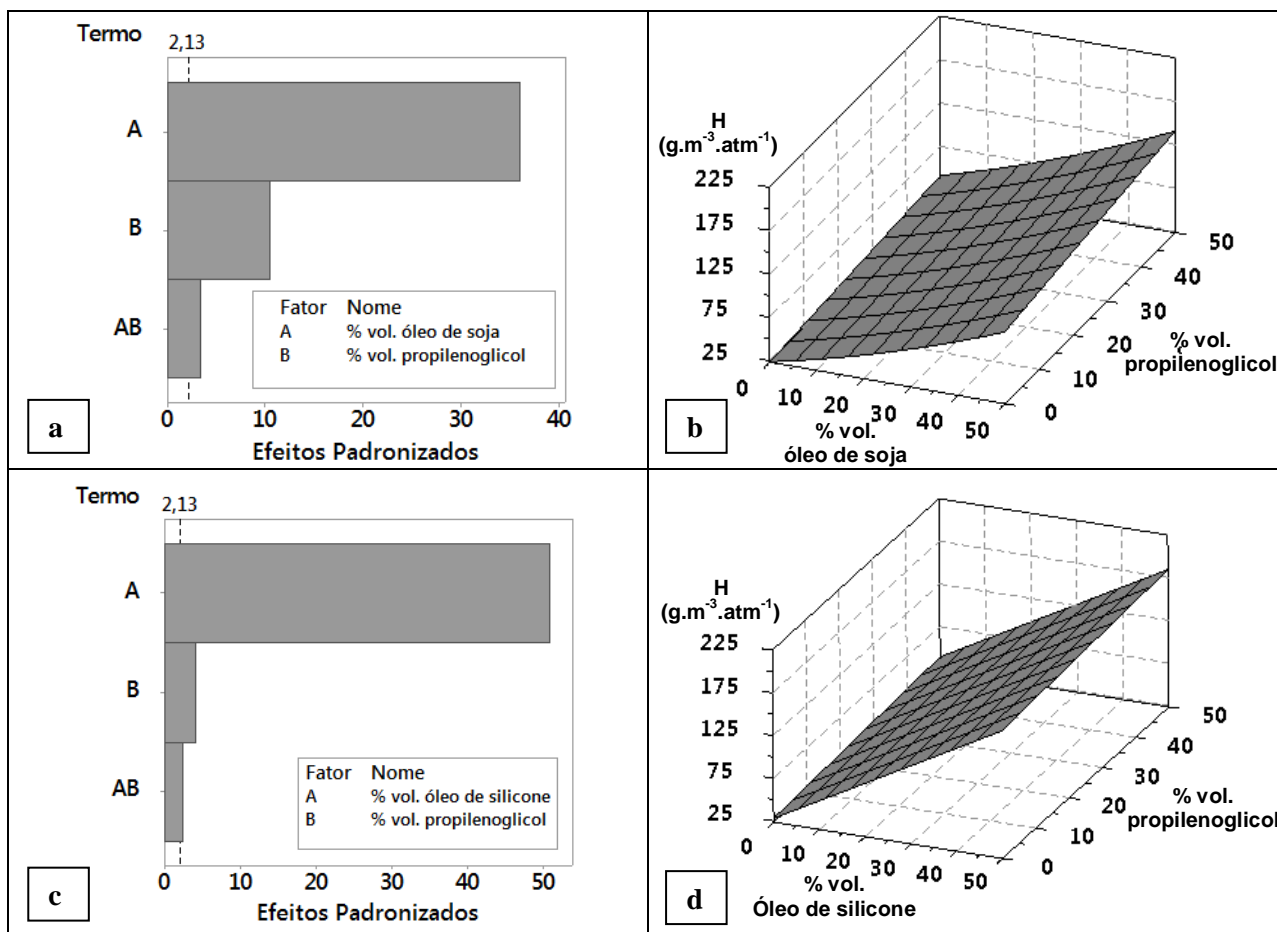 Termo
2,13
A
B
AB
Fator Nome
A % vol. óleo de soja
B % vol. propilenoglicol
0 10 20 30 40
Efeitos Padronizados
a
H
(g.m-3.atm-1)
225
175
125
75
25
0 10 20 30 40 50
% vol.
óleo de soja
50
40
30
20
10
0
% vol.
propilenoglicol
b
Termo
2,13
A
B
AB
Fator Nome
A % vol. óleo de silicone
B % vol. propilenoglicol
0 10 20 30 40 50
Efeitos Padronizados
c
H
(g.m-3.atm-1)
225
175
125
75
25
0 10 20 30 40 50
% vol.
Óleo de silicone
50
40
30
20
10
0
% vol.
propilenoglicol
d